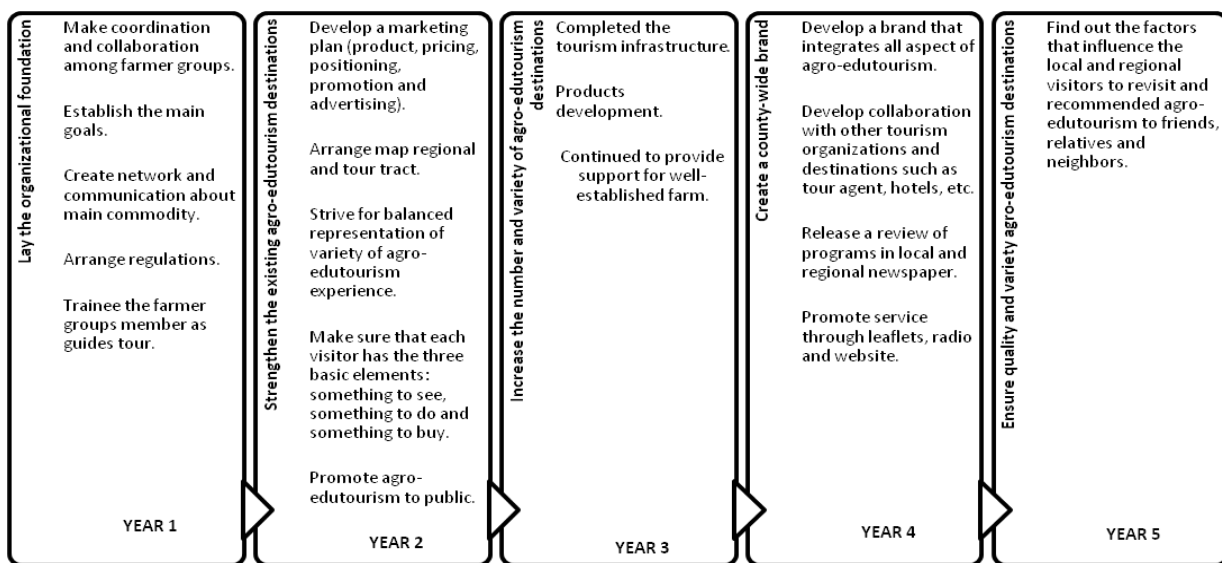 Lay the organizational foundation
Make coordination
and collaboration
among farmer groups.
Establish the main
goals.
Create network and
communication about
main commodity.
Arrange regulations.
Trainee the farmer
groups member as
guides tour.
YEAR 1
Strengthen the existing agro-edutourism destinations
Develop a marketing
plan (product, pricing,
positioning,
promotion and
advertising).
Arrange map regional
and tour tract.
Strive for balanced
representation of
variety of agro-
edutourism
experience.
Make sure that each
visitor has the three
basic elements:
something to see,
something to do and
something to buy.
Promote agro-
edutourism to public.
YEAR 2
Increase the number and variety of agro-edutourism
destinations
Completed the
tourism infrastructure.
Products
development.
Continued to provide
support for well-
established farm.
YEAR 3
Create a county-wide brand
Develop a brand that
integrates all aspect of
agro-edutourism.
Develop collaboration
with other tourism
organizations and
destinations such as
tour agent, hotels, etc.
Release a review of
programs in local and
regional newspaper.
Promote service
through leaflets, radio
and website.
YEAR 4
Ensure quality and variety agro-edutourism destinations
Find out the factors
that influence the
local and regional
visitors to revisit and
recommended agro-
edutourism to friends,
relatives and
neighbors.
YEAR 5